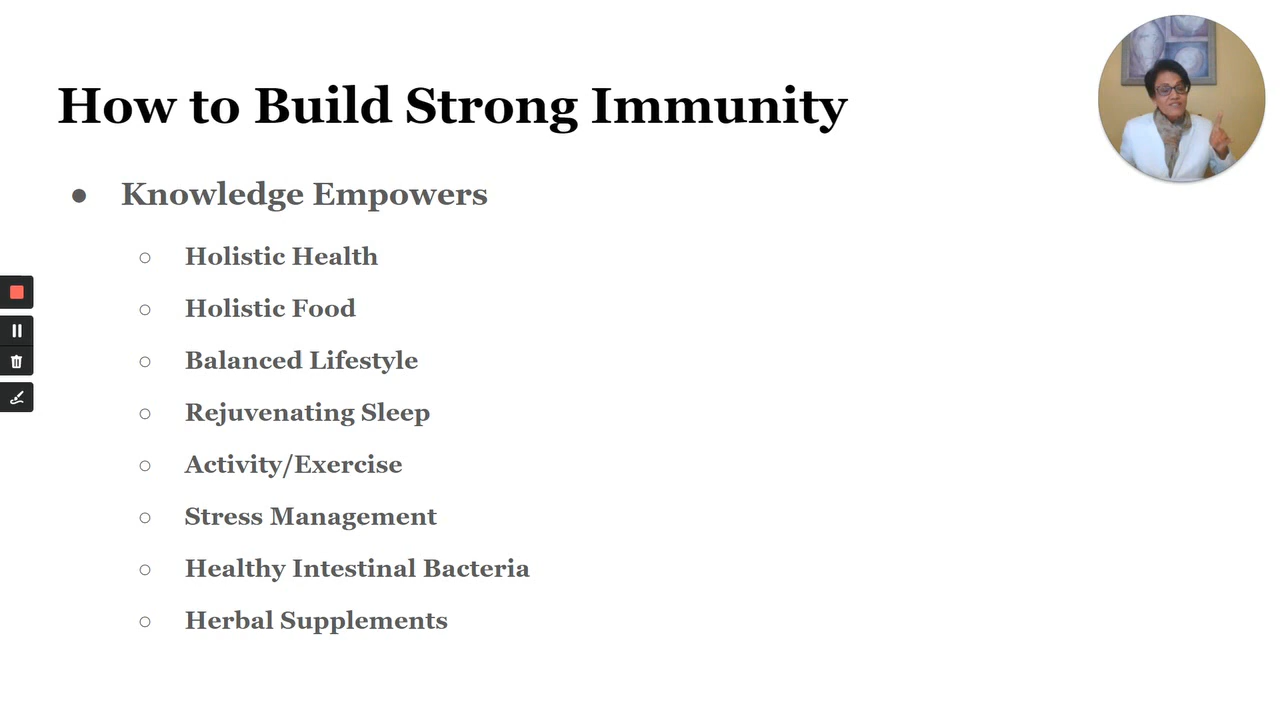 How to Build Strong Immunity
● Knowledge Empowers
○ Holistic Health
○ Holistic Food
○ Balanced Lifestyle
○ Rejuvenating Sleep
○ Activity/Exercise
○ Stress Management
○ Healthy Intestinal Bacteria
○ Herbal Supplements